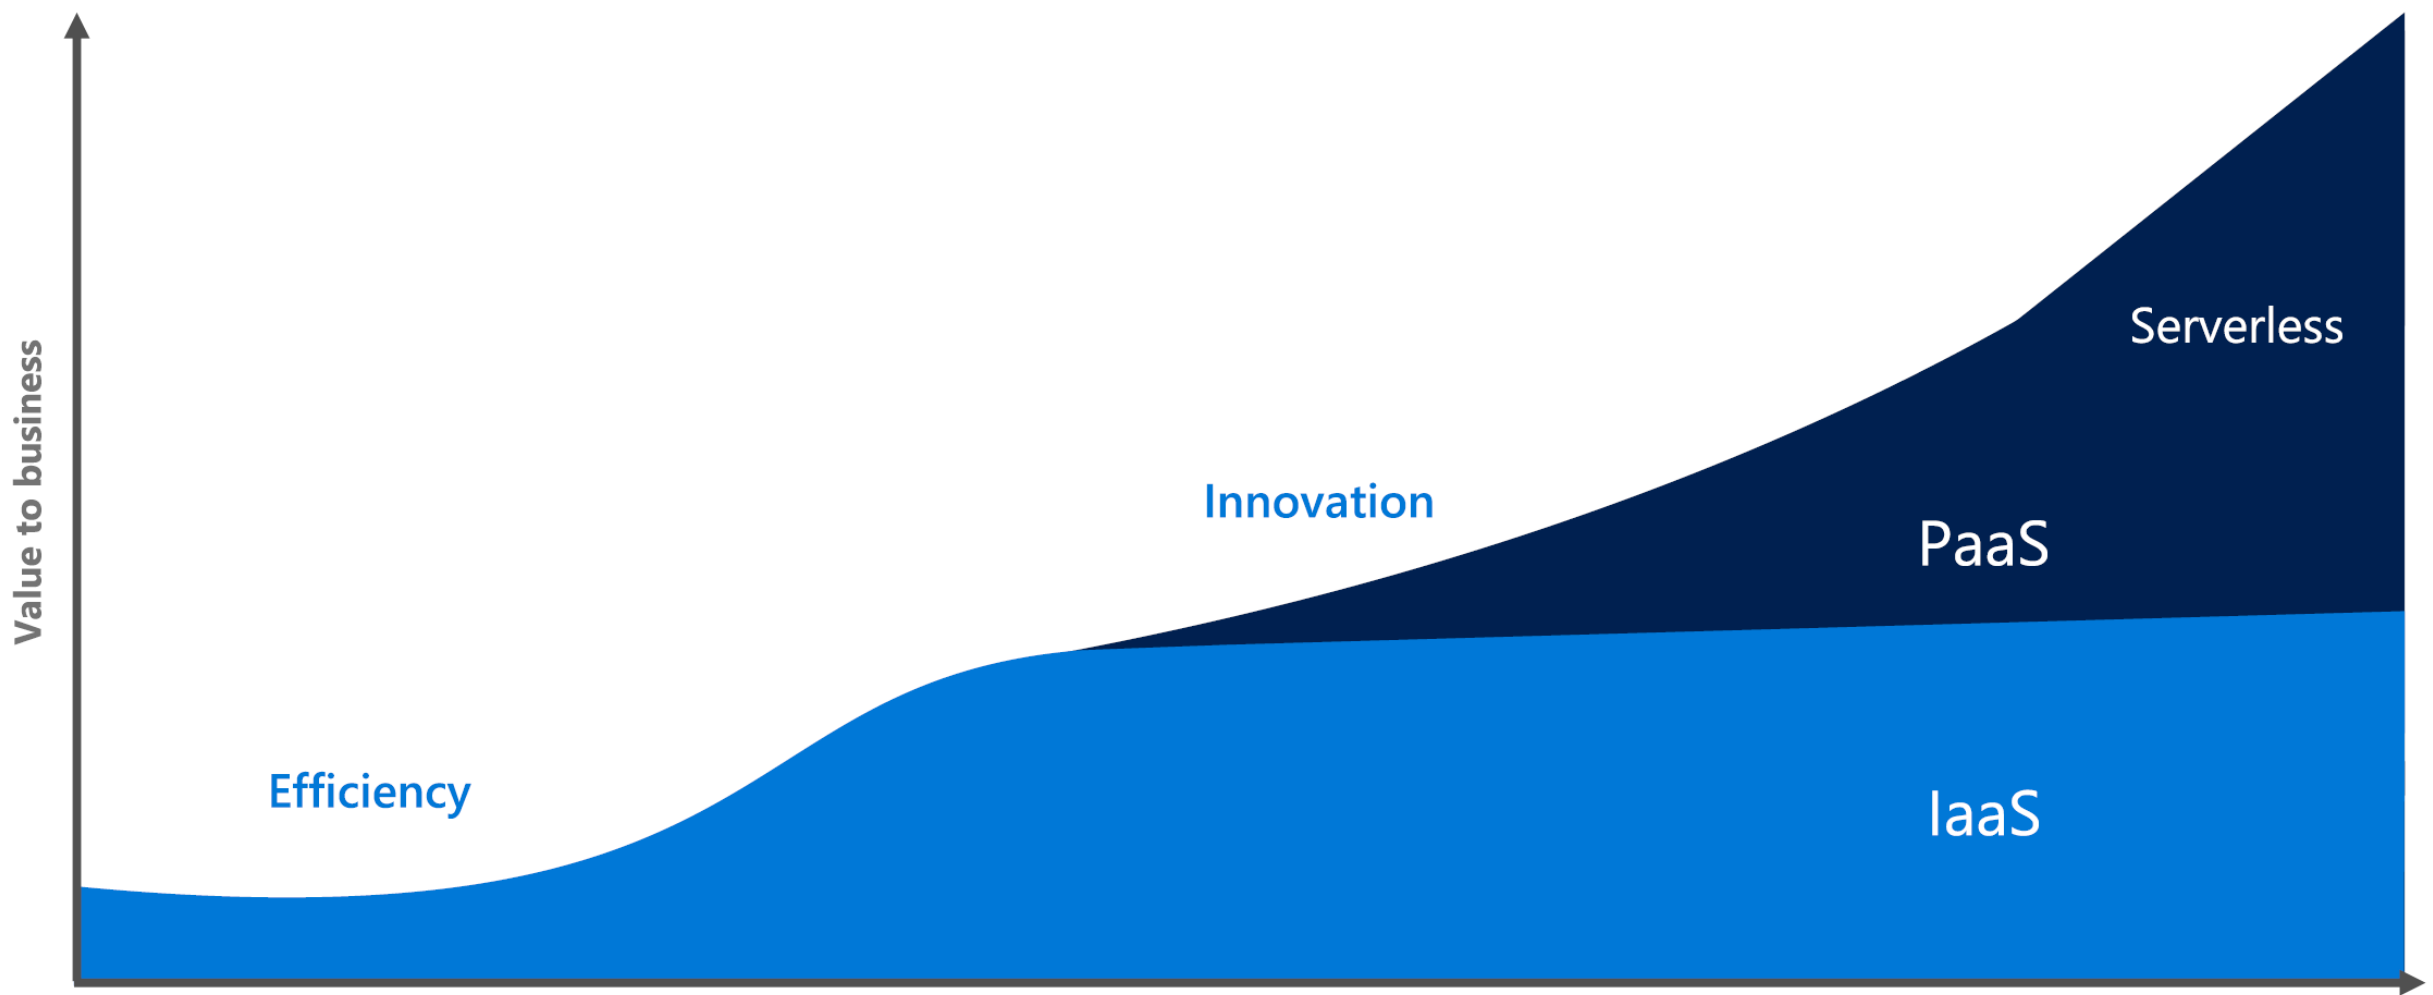 Value to business
Efficiency
Innovation
Serverless
PaaS
IaaS